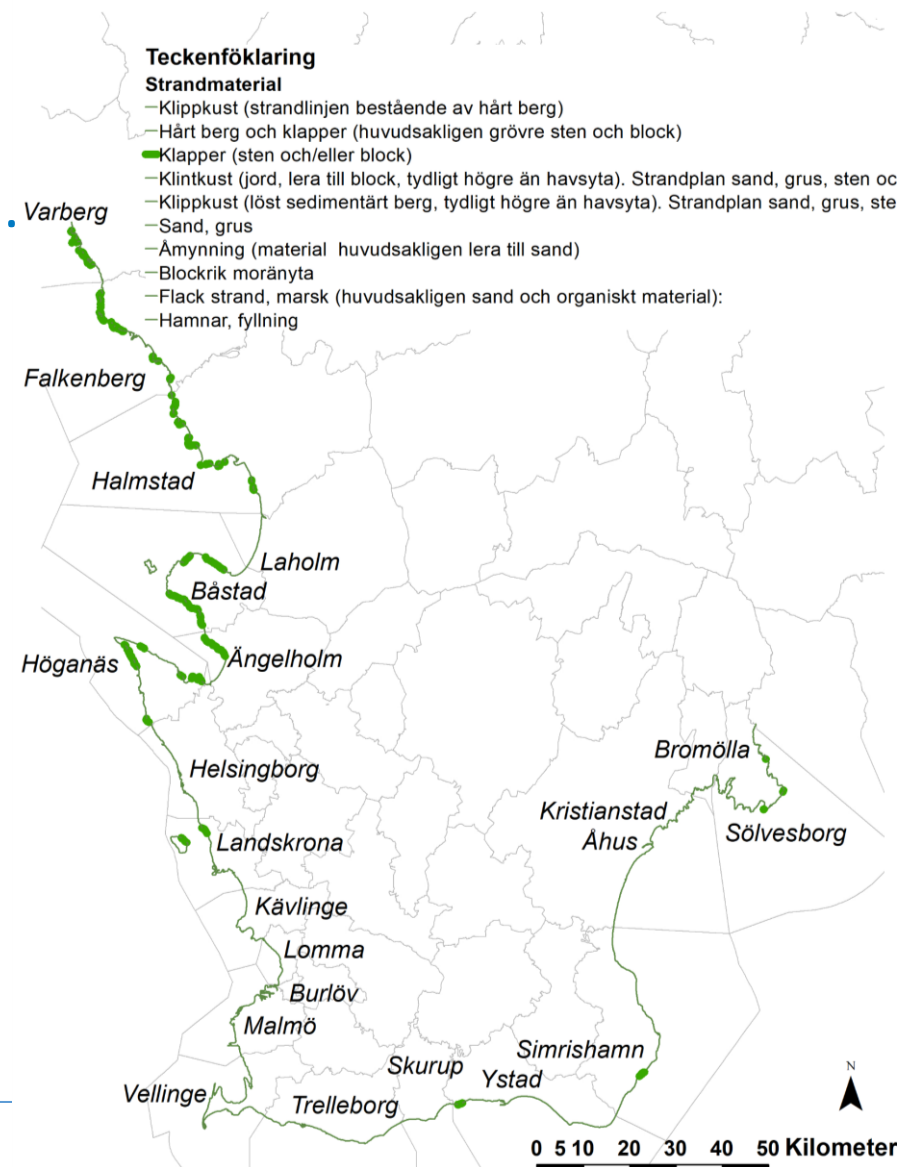 Teckenföklaring
Strandmaterial
Klippkust (strandlinjen bestående av hårt berg)
Hårt berg och klapper (huvudsakligen grövre sten och block)
Klapper (sten och/eller block)
Klintkust (jord, lera till block, tydligt högre än havsyta). Strandplan sand, grus, sten oc
Klippkust (löst sedimentärt berg, tydligt högre än havsyta). Strandplan sand, grus, ste
Sand, grus
Åmynning (material huvudsakligen lera till sand)
Blockrik moränyta
Flack strand, marsk (huvudsakligen sand och organiskt material):
Hamnar, fyllning
Varberg
Falkenberg
Halmstad
Laholm
Båstad
Ängelholm
Höganäs
Helsingborg
Landskrona
Kävlinge
Lomma
Burlöv
Malmö
Vellinge
Trelleborg
Skurup
Ystad
Simrishamn
Kristianstad
Åhus
Bromölla
Sölvesborg
N
0 5 10 20 30 40 50 Kilometer